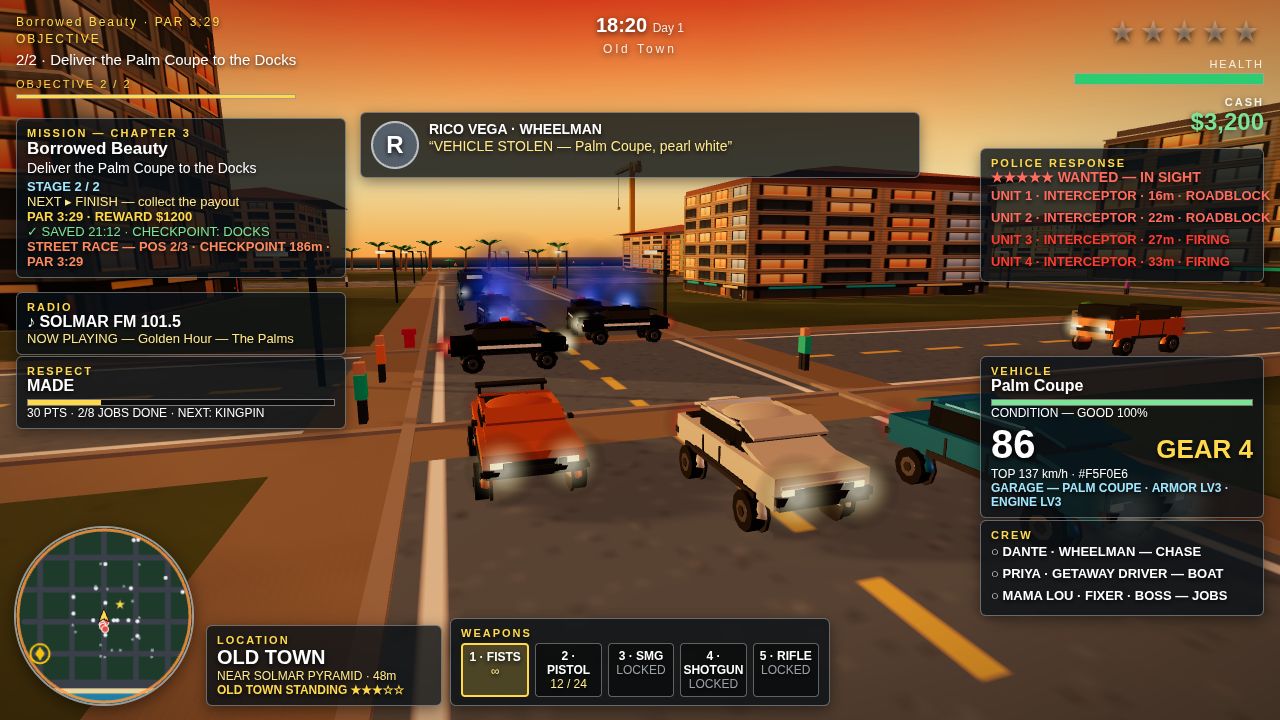 Borrowed Beauty · PAR 3:29
OBJECTIVE
2/2 · Deliver the Palm Coupe to the Docks
OBJECTIVE 2 / 2
18:20 Day 1
Old Town
★★★★★
HEALTH
CASH
$3,200
MISSION — CHAPTER 3
Borrowed Beauty
Deliver the Palm Coupe to the Docks
STAGE 2 / 2
NEXT ▸ FINISH — collect the payout
PAR 3:29 · REWARD $1200
✓ SAVED 21:12 · CHECKPOINT: DOCKS
STREET RACE — POS 2/3 · CHECKPOINT 186m ·
PAR 3:29
R
RICO VEGA · WHEELMAN
“VEHICLE STOLEN — Palm Coupe, pearl white”
POLICE RESPONSE
★★★★★ WANTED — IN SIGHT
UNIT 1 · INTERCEPTOR · 16m · ROADBLOCK
UNIT 2 · INTERCEPTOR · 22m · ROADBLOCK
UNIT 3 · INTERCEPTOR · 27m · FIRING
UNIT 4 · INTERCEPTOR · 33m · FIRING
RADIO
♪ SOLMAR FM 101.5
NOW PLAYING — Golden Hour — The Palms
RESPECT
MADE
30 PTS · 2/8 JOBS DONE · NEXT: KINGPIN
VEHICLE
Palm Coupe
CONDITION — GOOD 100%
86 GEAR 4
TOP 137 km/h · #F5F0E6
GARAGE — PALM COUPE · ARMOR LV3 ·
ENGINE LV3
CREW
○ DANTE · WHEELMAN — CHASE
○ PRIYA · GETAWAY DRIVER — BOAT
○ MAMA LOU · FIXER · BOSS — JOBS
LOCATION
OLD TOWN
NEAR SOLMAR PYRAMID · 48m
OLD TOWN STANDING ★★★☆☆
WEAPONS
1 · FISTS
∞
2 · PISTOL
12 / 24
3 · SMG
LOCKED
4 · SHOTGUN
LOCKED
5 · RIFLE
LOCKED